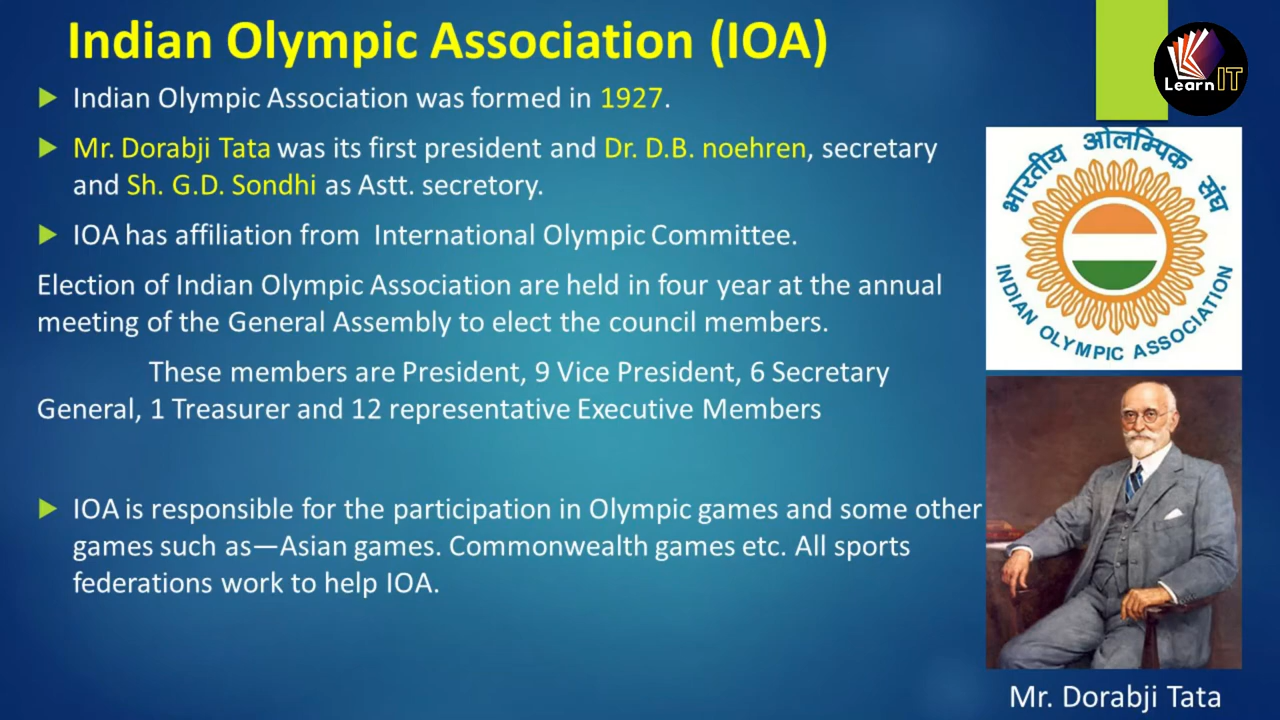 Indian Olympic Association (IOA)
Indian Olympic Association was formed in 1927.
Mr. Dorabji Tata was its first president and Dr. D.B. noehren, secretary
and Sh. G.D. Sondhi as Astt. secretory.
IOA has affiliation from International Olympic Committee.
Election of Indian Olympic Association are held in four year at the annual
meeting of the General Assembly to elect the council members.
These members are President, 9 Vice President, 6 Secretary
General, 1 Treasurer and 12 representative Executive Members
IOA is responsible for the participation in Olympic games and some other
games such as—Asian games. Commonwealth games etc. All sports
federations work to help IOA.
Learn IT
भारतीय ओलम्पिक संघ
INDIAN OLYMPIC ASSOCIATION
Mr. Dorabji Tata